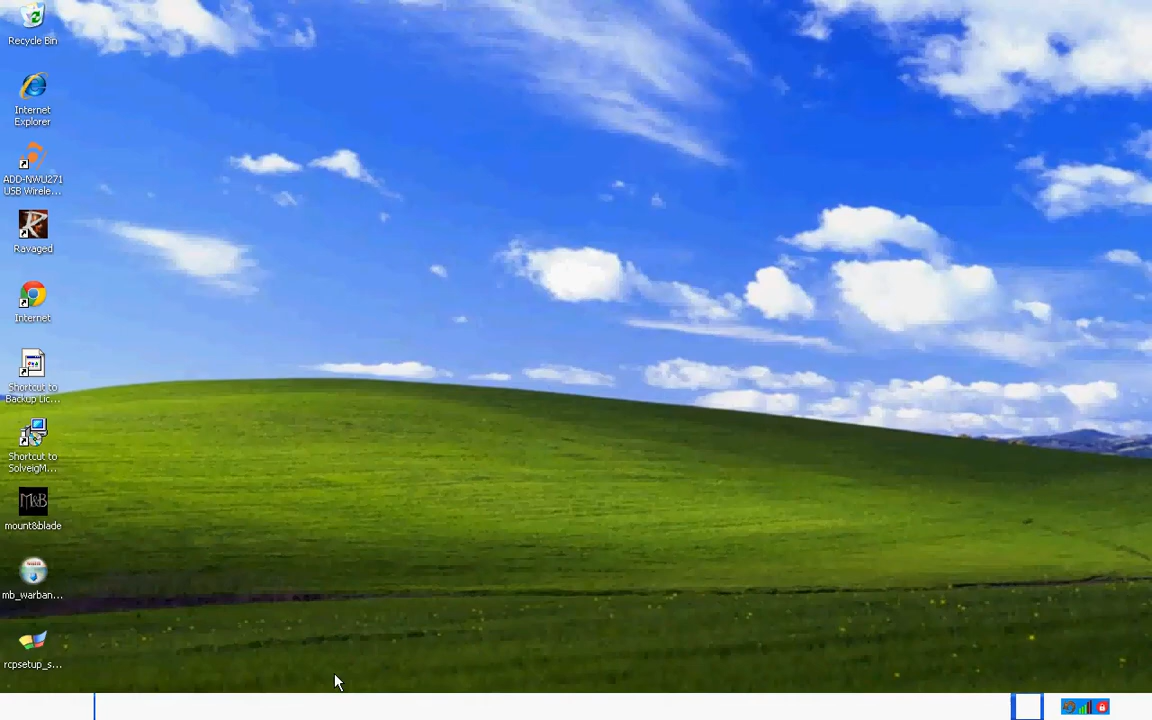 Recycle Bin
Internet
Explorer
ADD-NWU271
USB Wirele...
Ravaged
Internet
Shortcut to
Backup Lic...
Shortcut to
SolveigM...
M&B
mount&blade
mb_warban...
rcpsetup_s...